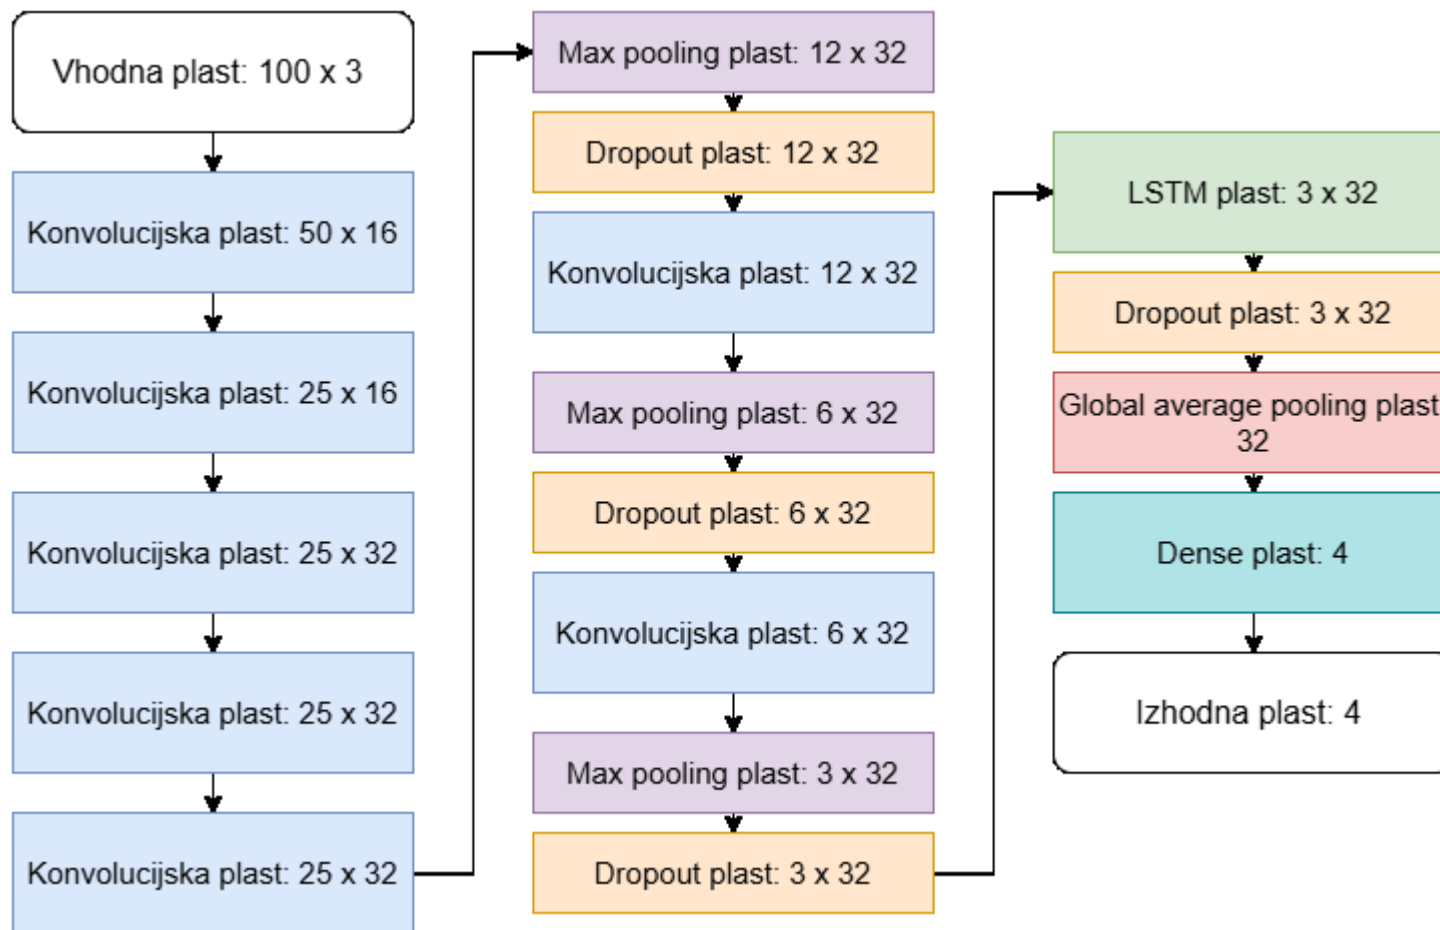 Vhodna plast: 100 x 3
Konvolucijska plast: 50 x 16
Konvolucijska plast: 25 x 16
Konvolucijska plast: 25 x 32
Konvolucijska plast: 25 x 32
Konvolucijska plast: 25 x 32
Max pooling plast: 12 x 32
Dropout plast: 12 x 32
Konvolucijska plast: 12 x 32
Max pooling plast: 6 x 32
Dropout plast: 6 x 32
Konvolucijska plast: 6 x 32
Max pooling plast: 3 x 32
Dropout plast: 3 x 32
LSTM plast: 3 x 32
Dropout plast: 3 x 32
Global average pooling plast
32
Dense plast: 4
Izhodna plast: 4